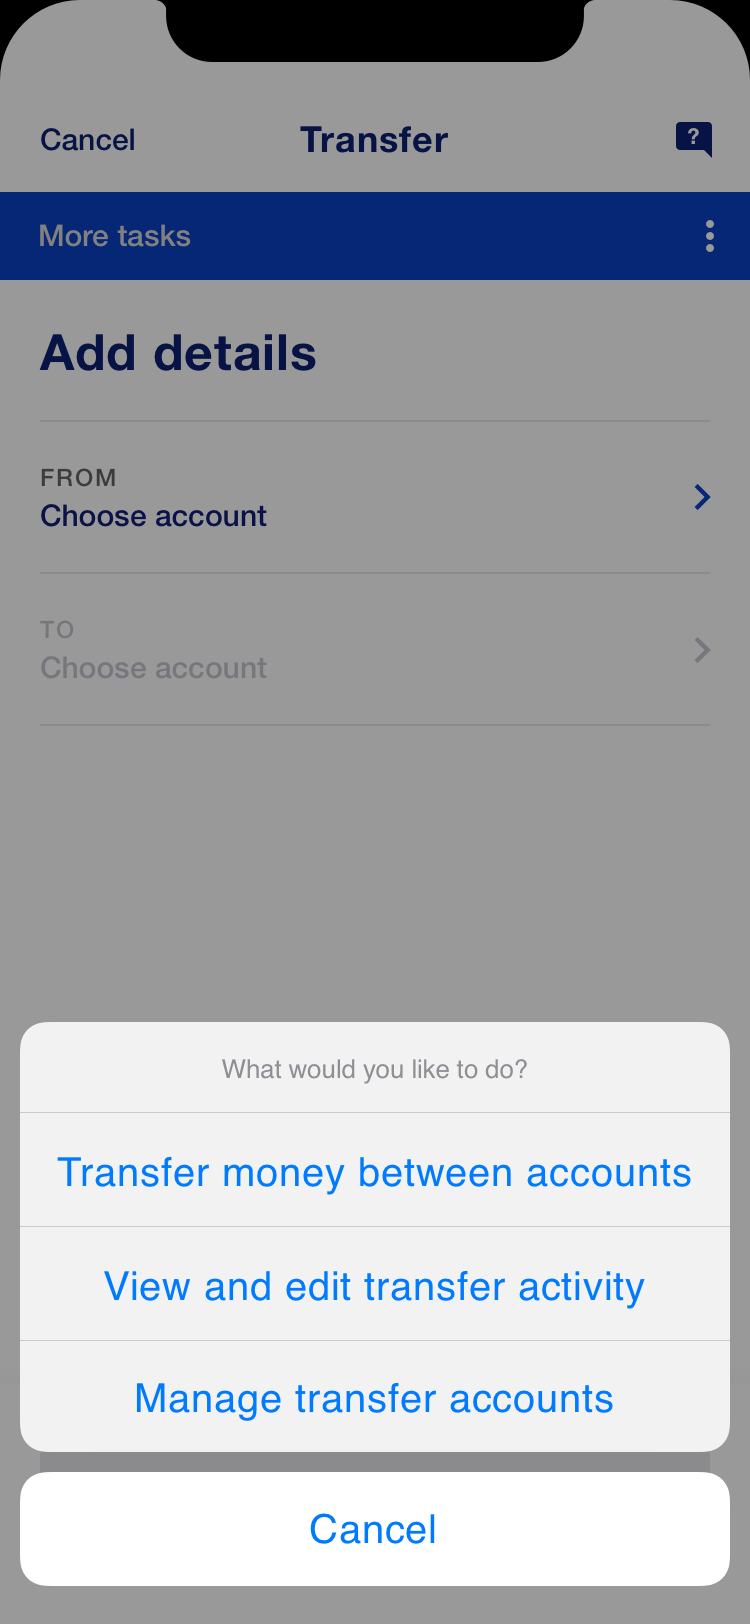 Cancel
Transfer
?
More tasks
Add details
FROM
Choose account
TO
Choose account
What would you like to do?
Transfer money between accounts
View and edit transfer activity
Manage transfer accounts
Cancel